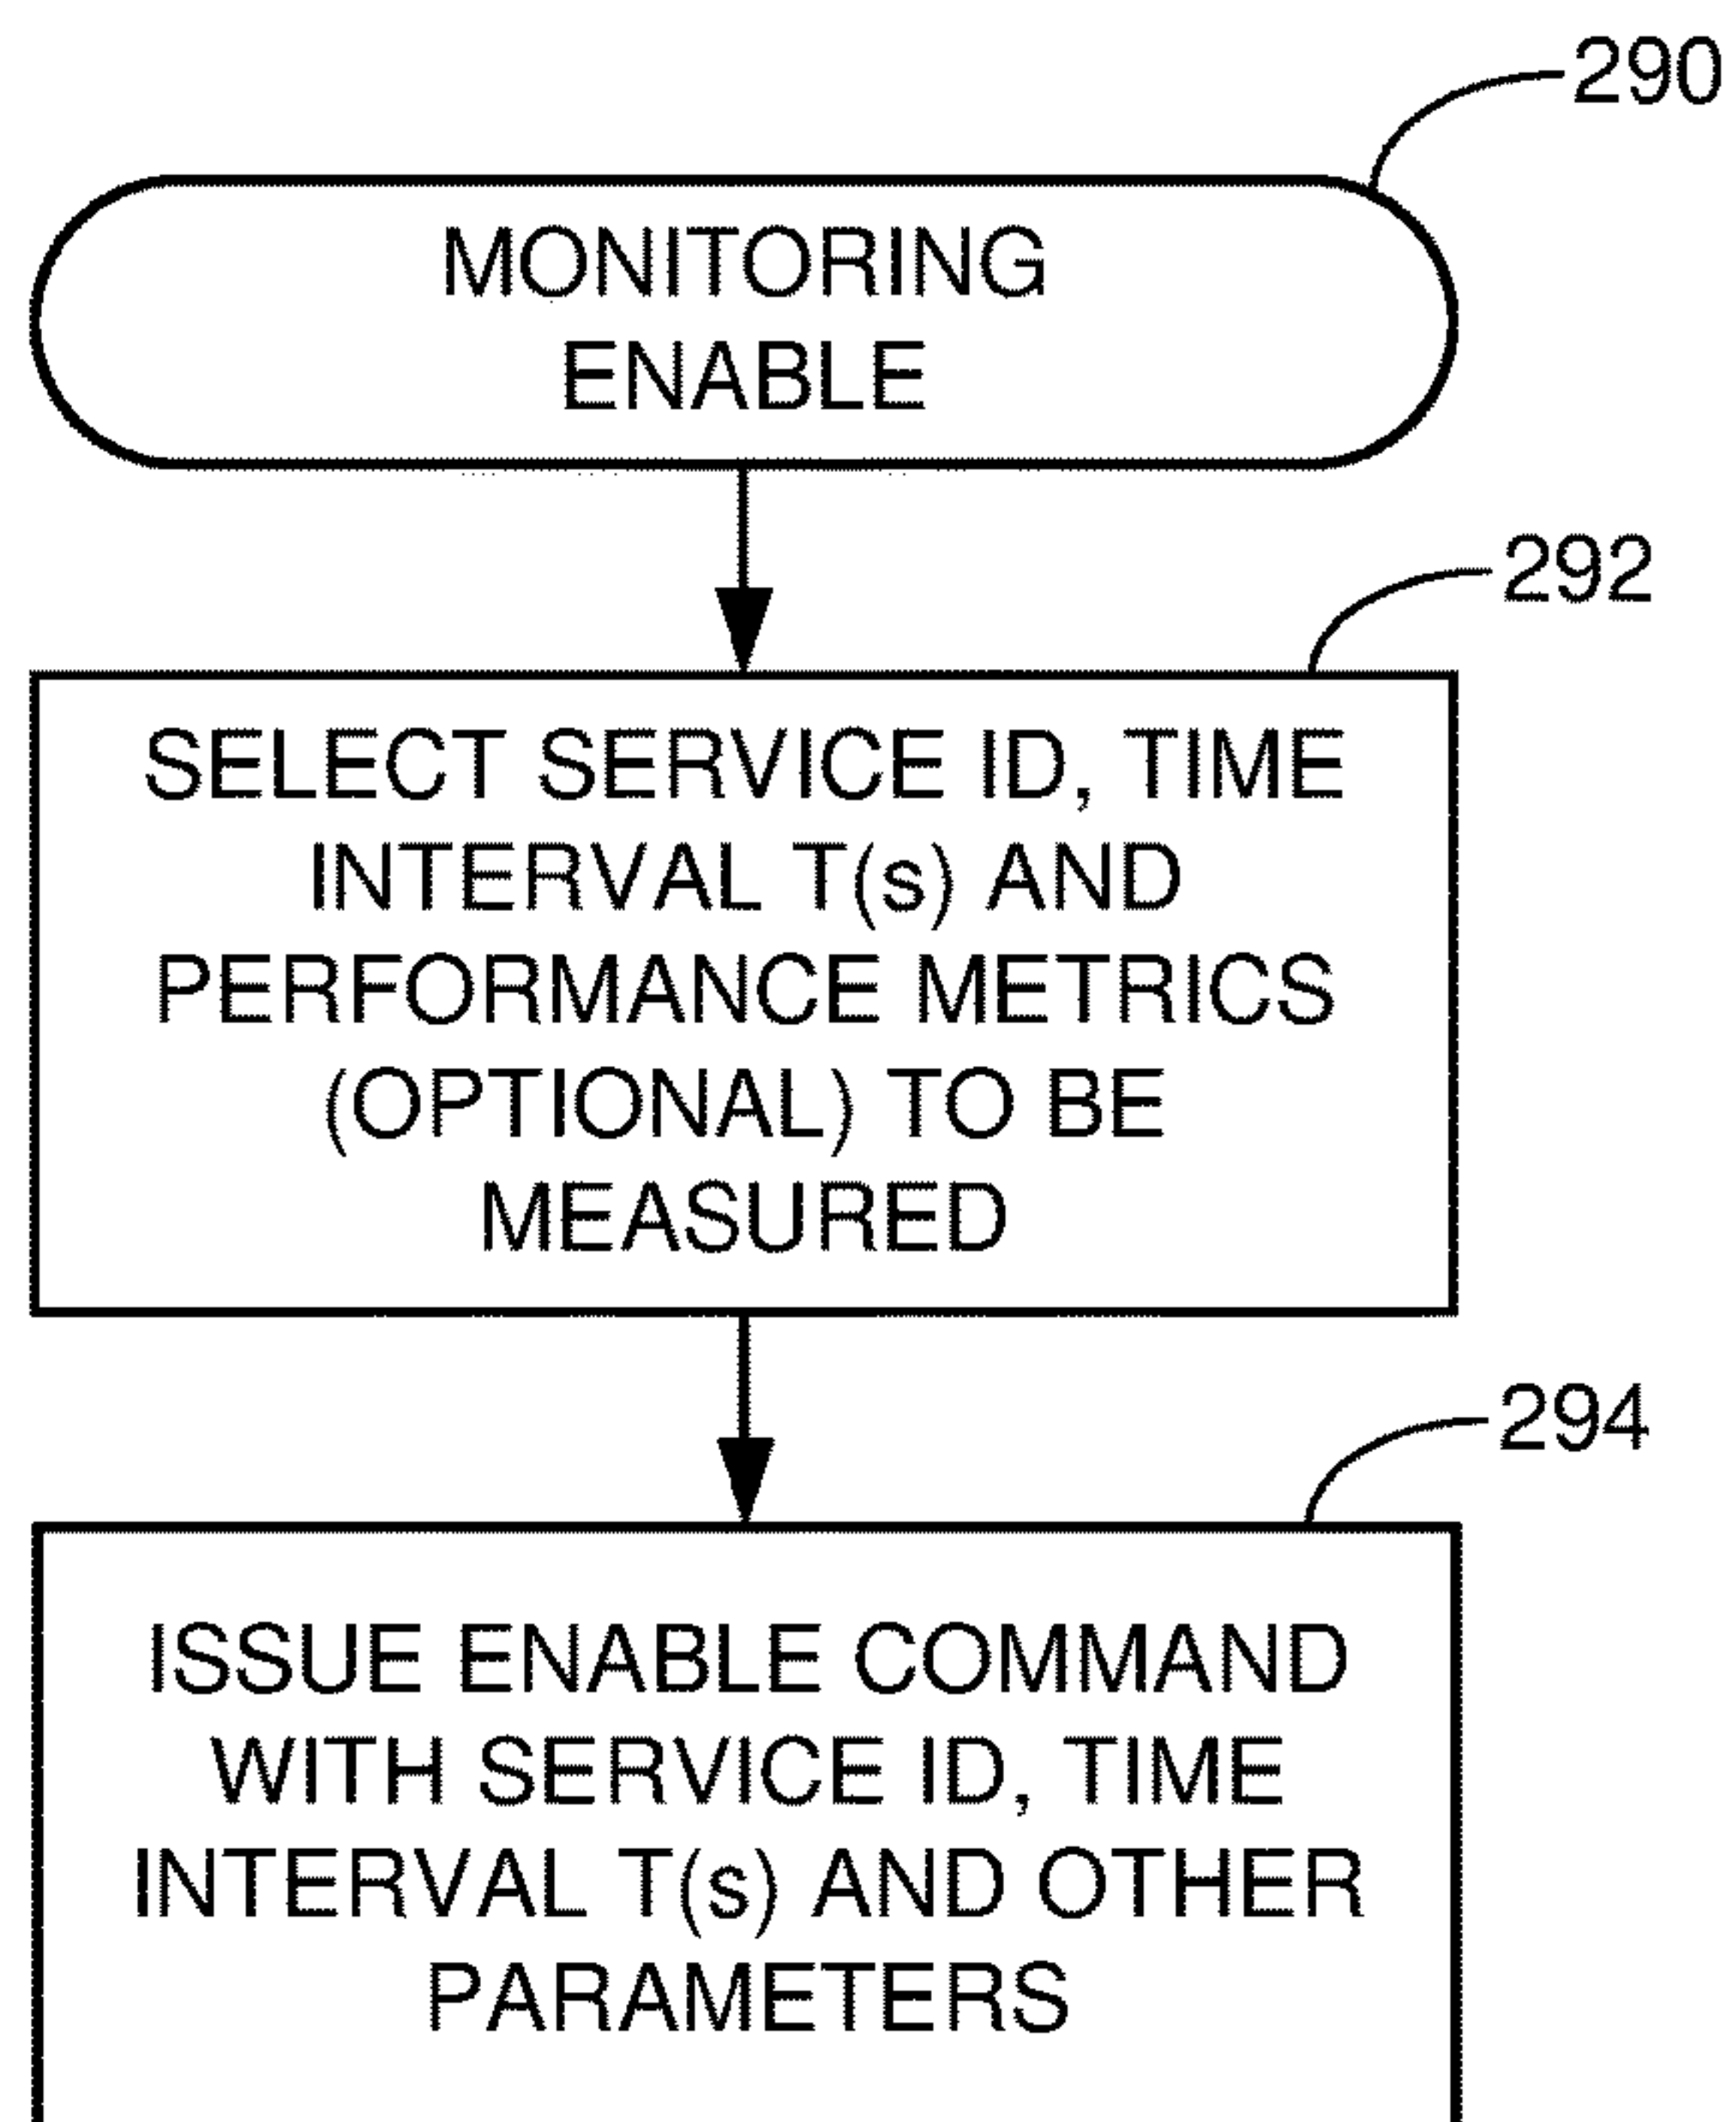 290
MONITORING
ENABLE
292
SELECT SERVICE ID, TIME
INTERVAL T(s) AND
PERFORMANCE METRICS
(OPTIONAL) TO BE
MEASURED
294
ISSUE ENABLE COMMAND
WITH SERVICE ID, TIME
INTERVAL T(s) AND OTHER
PARAMETERS